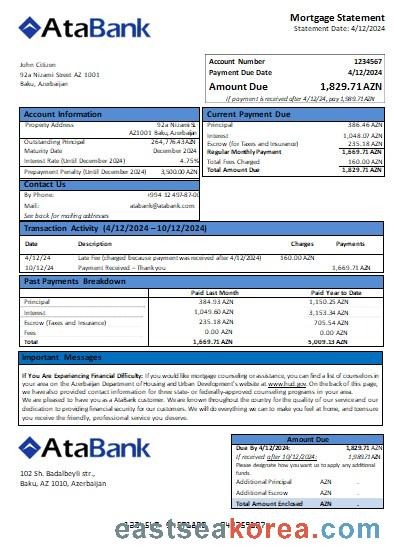 AtaBank
Mortgage Statement
Statement Date: 4/12/2024
John Citizen
92a Nizami Street AZ 1001
Baku, Azerbaijan
Account Number 1234567
Payment Due Date 4/12/2024
Amount Due 1,829.71 AZN
If payment is received after 4/12/24, pay 1,989.71 AZN
Account Information
Property Address 92a Nizami S.
AZ1001 Baku, Azerbaijan
Outstanding Principal 264,776.43 AZN
Maturity Date December 2024
Interest Rate (Until December 2024) 4.75%
Prepayment Penalty (Until December 2024) 3,500.00 AZN
Contact Us
By Phone: +994 12 497-87-00
Mail: atabank@atabank.com
See back for mailing addresses
Current Payment Due
Principal 386.46 AZN
Interest 1,048.07 AZN
Escrow (for Taxes and Insurance) 235.18 AZN
Regular Monthly Payment 1,669.71 AZN
Total Fees Charged 160.00 AZN
Total Amount Due 1,829.71 AZN
Transaction Activity (4/12/2024 – 10/12/2024)
Date Description Charges Payments
4/12/24 Late Fee (charged because payment was received after 4/12/2024) 160.00 AZN
10/12/24 Payment Received – Thank you 1,669.71 AZN
Past Payments Breakdown
Paid Last Month Paid Year to Date
Principal 384.93 AZN 1,150.25 AZN
Interest 1,049.60 AZN 3,153.34 AZN
Escrow (Taxes and Insurance) 235.18 AZN 705.54 AZN
Fees 0.00 AZN 0.00 AZN
Total 1,669.71 AZN 5,009.13 AZN
Important Messages
If You Are Experiencing Financial Difficulty: If you would like mortgage counseling or assistance, you can find a list of counselors in
your area on the Azerbaijan Department of Housing and Urban Development's website at www.hud.gov. On the back of this page,
we have also provided contact information for three state- or federally-approved counseling programs in your area.
We are pleased to have you as a AtaBank customer. We are known throughout the country for the quality of our service and our
dedication to providing financial security for our customers. We will do everything we can to make you feel at home, and to ensure
you receive the friendly, professional service you deserve.
AtaBank
102 Sh. Badalbeyli str.,
Baku, AZ 1010, Azerbaijan
Amount Due
Due By 4/12/2024: 1,829.71 AZN
If received after 10/12/2024: 1,989.71 AZN
Please designate how you want us to apply any additional
funds.
Additional Principal AZN .
Additional Escrow AZN .
Total Amount Enclosed AZN .
eastseakorea.com